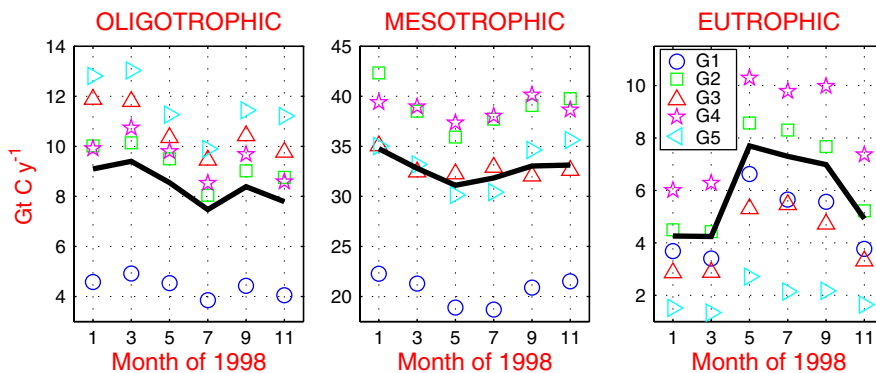 OLIGOTROPHIC MESOTROPHIC EUTROPHIC
Gt C y-1
14
12
10
8
6
4
1 3 5 7 9 11
Month of 1998
45
40
35
30
25
20
1 3 5 7 9 11
Month of 1998
10
8
6
4
2
1 3 5 7 9 11
Month of 1998
G1
G2
G3
G4
G5